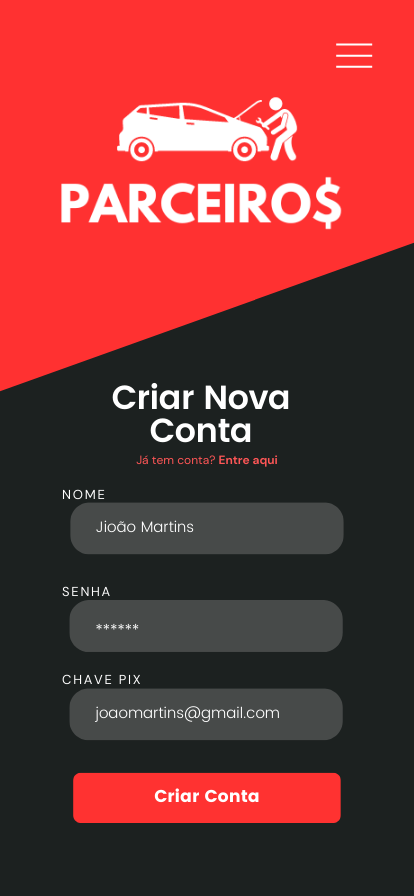 PARCEIRO$
Criar Nova
Conta
Já tem conta? Entre aqui
NOME
Jioão Martins
SENHA
******
CHAVE PIX
joaomartins@gmail.com
Criar Conta